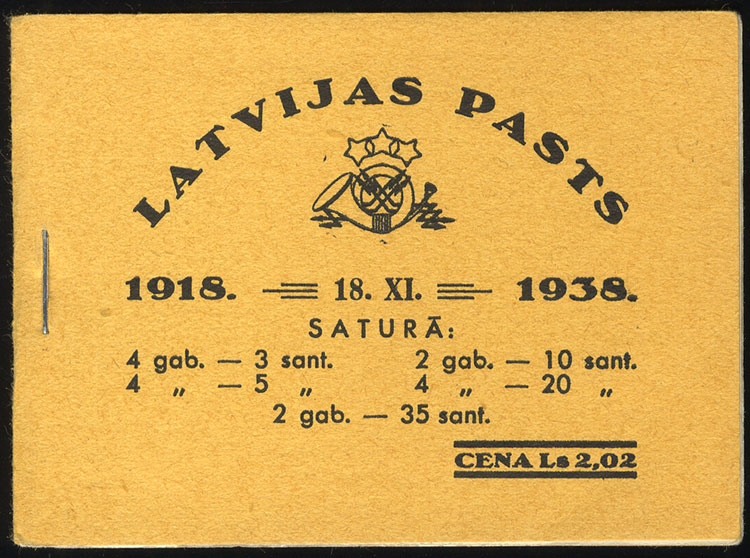 LATVIJAS PASTS
1918. 18. XI. 1938.
SATURĀ:
4 gab. — 3 sant. 2 gab. — 10 sant.
4 „ — 5 „ 4 „ — 20 „
2 gab. — 35 sant.
CENA Ls 2,02